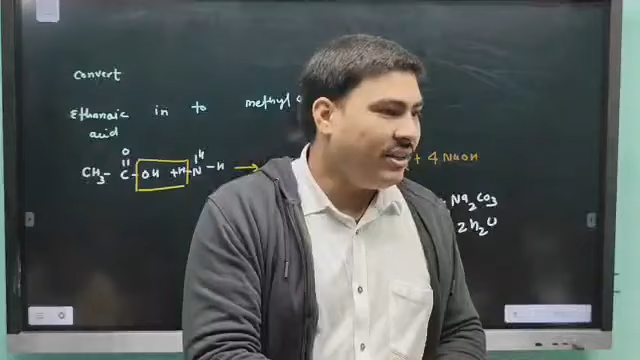 convert
Ethanoic in to methyl
acid
O H
|| |
CH3- C - OH + H - N - H → + 4 NaOH
Na2CO3
2H2O